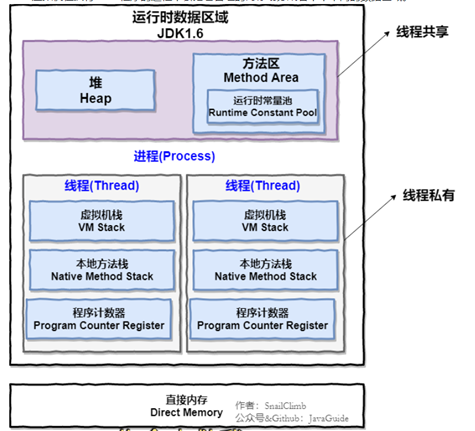 运行时数据区域
JDK1.6
线程共享
堆
Heap
方法区
Method Area
运行时常量池
Runtime Constant Pool
进程(Process)
线程(Thread)
虚拟机栈
VM Stack
本地方法栈
Native Method Stack
程序计数器
Program Counter Register
线程(Thread)
虚拟机栈
VM Stack
本地方法栈
Native Method Stack
程序计数器
Program Counter Register
线程私有
直接内存
Direct Memory
作者：SnailClimb
公众号&Github：JavaGuide